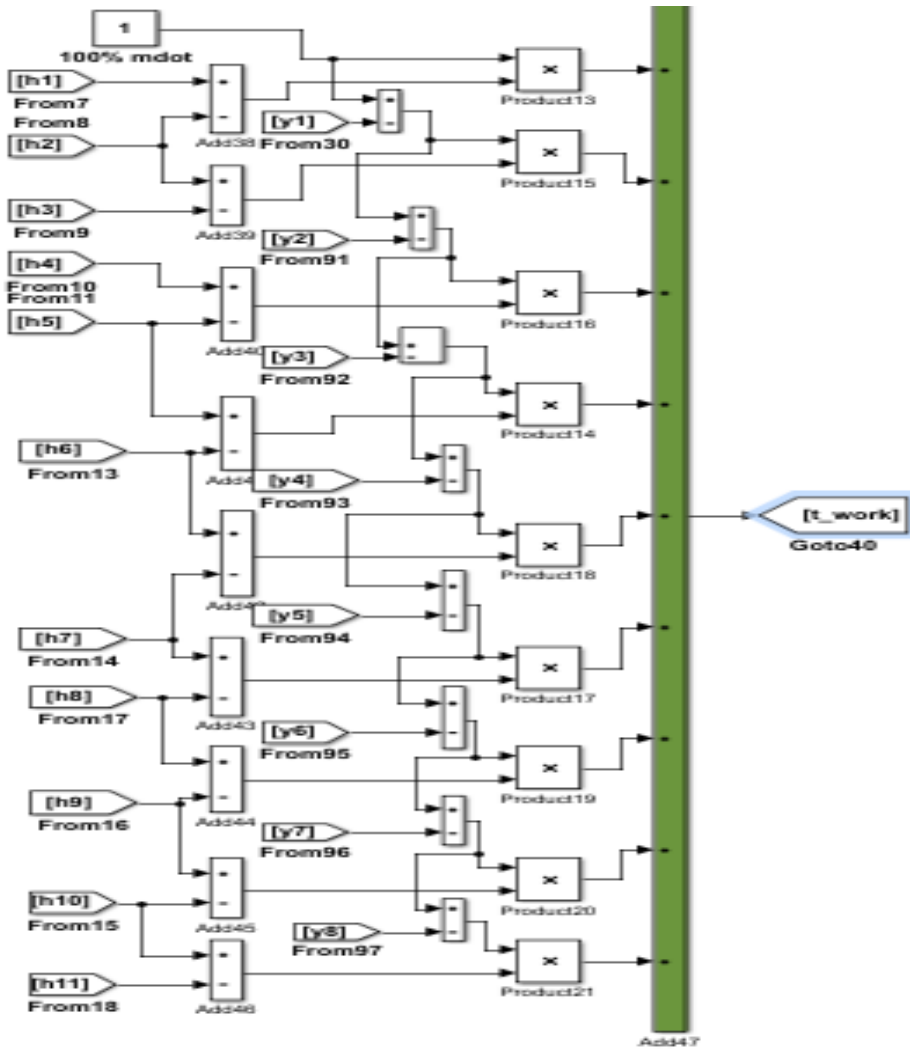 1
100% mdot
[h1]
From7
From8
[h2]
Add38
[y1]
From30
×
Product13
×
Product15
[h3]
From9
Add39
[y2]
From91
[h4]
From10
From11
[h5]
[y3]
From92
×
Product16
×
Product14
[h6]
From13
[y4]
From93
×
Product18
[t_work]
Goto40
[h7]
From14
[y5]
From94
×
Product17
[h8]
From17
Add43
[y6]
From95
×
Product19
[h9]
From16
Add44
[y7]
From96
×
Product20
[h10]
From15
Add45
[y8]
From97
×
Product21
[h11]
From18
Add46
Add47